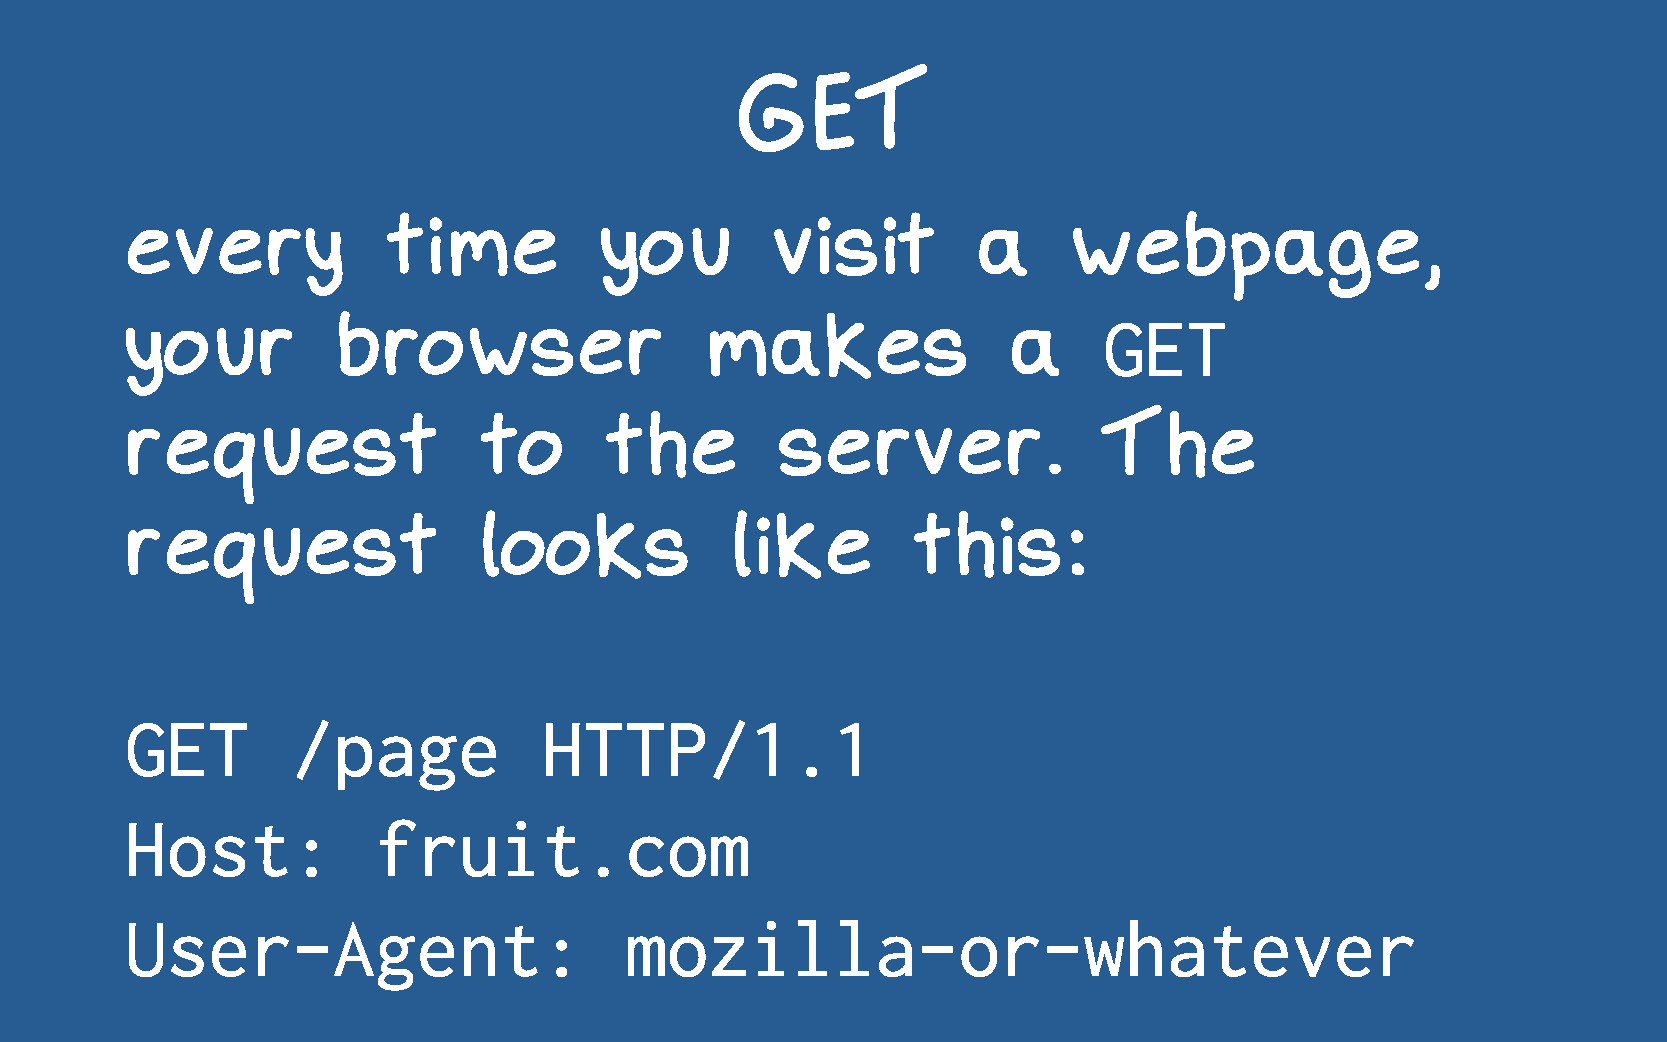 GET
every time you visit a webpage,
your browser makes a GET
request to the server. The
request looks like this:
GET /page HTTP/1.1
Host: fruit.com
User-Agent: mozilla-or-whatever